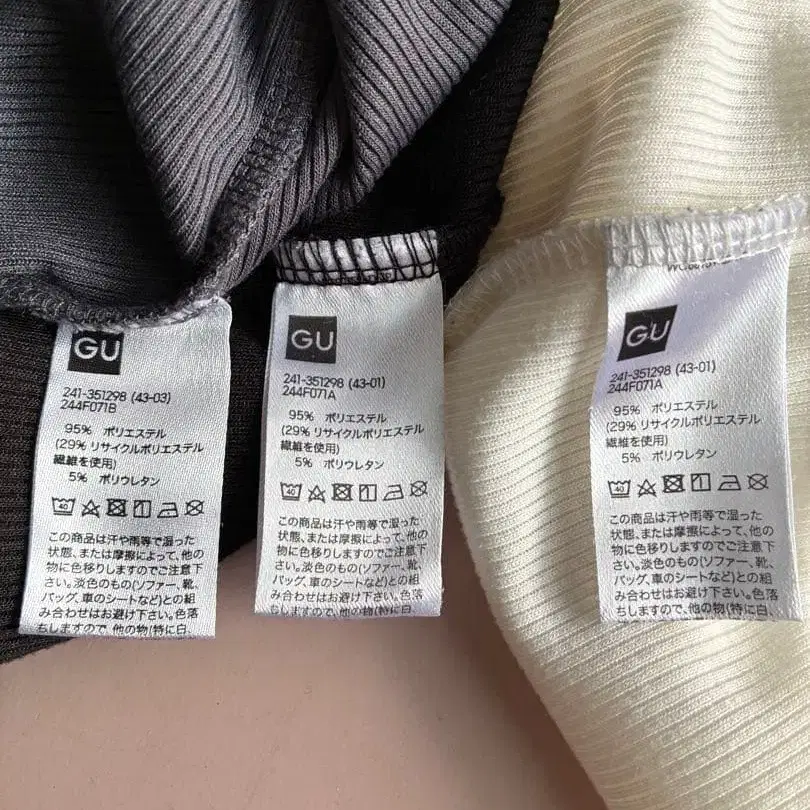 GU
241-351298 (43-03)
244F071B
95% ポリエステル
(29% リサイクルポリエステル
繊維を使用)
5% ポリウレタン
40
この商品は汗や雨等で湿った
状態、または摩擦によって、他の
物に色移りしますのでご注意下
さい。淡色のもの(ソファー、靴、
バッグ、車のシートなど)との組
み合わせはお避け下さい。色落
ちしますので、他の物(特に白
GU
241-351298 (43-01)
244F071A
95% ポリエステル
(29% リサイクルポリエステル
繊維を使用)
5% ポリウレタン
40
この商品は汗や雨等で湿った
状態、または摩擦によって、他の
物に色移りしますのでご注意下
さい。淡色のもの(ソファー、靴、
バッグ、車のシートなど)との組
み合わせはお避け下さい。色落
ちしますので、他の物(特に白
GU
241-351298 (43-01)
244F071A
95% ポリエステル
(29% リサイクルポリエステル
繊維を使用)
5% ポリウレタン
40
この商品は汗や雨等で湿った
状態、または摩擦によって、他の
物に色移りしますのでご注意下
さい。淡色のもの(ソファー、靴、
バッグ、車のシートなど)との組
み合わせはお避け下さい。色落
ちしますので、他の物(特に白